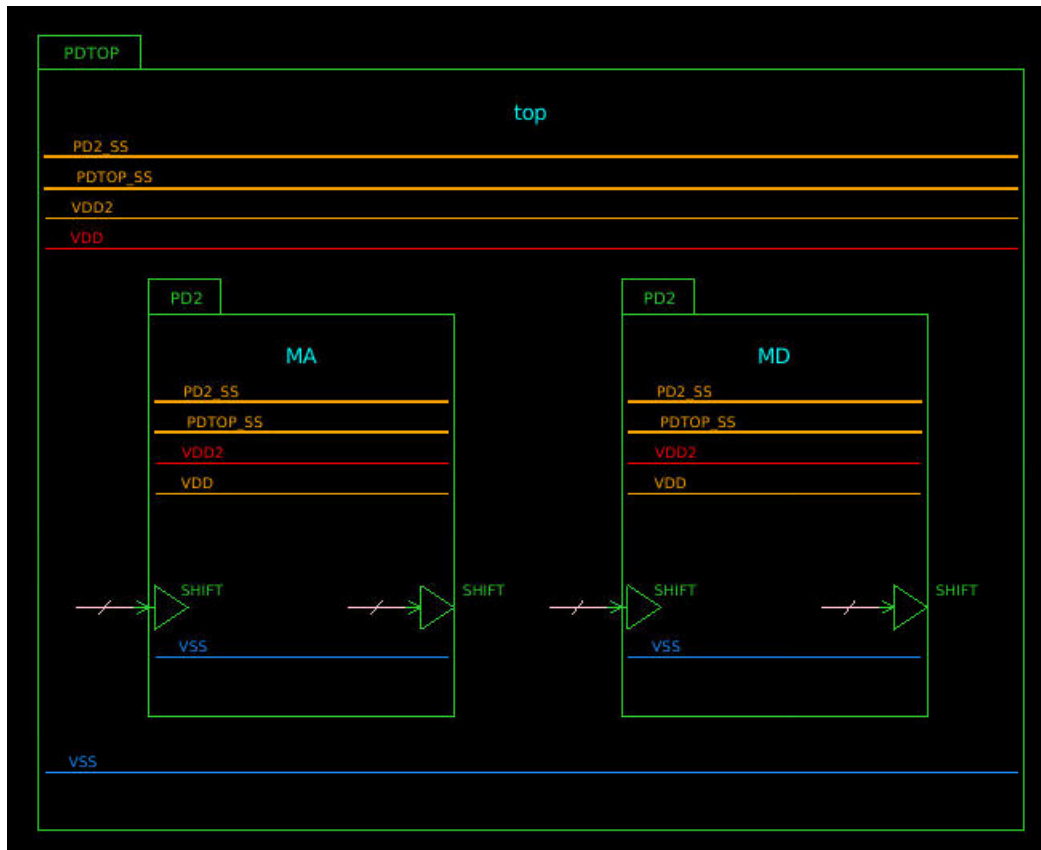 PDTOP
top
PD2_SS
PDTOP_SS
VDD2
VDD
PD2
MA
PD2_SS
PDTOP_SS
VDD2
VDD
SHIFT
SHIFT
VSS
PD2
MD
PD2_SS
PDTOP_SS
VDD2
VDD
SHIFT
SHIFT
VSS
VSS